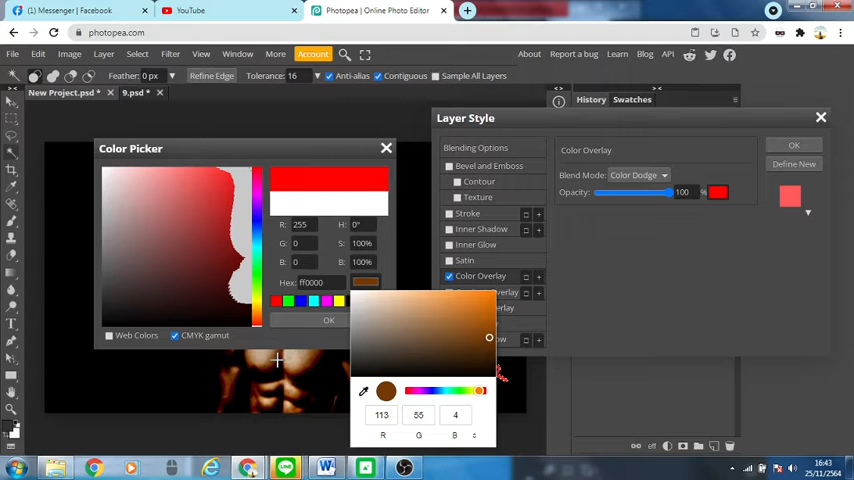 (1) Messenger | Facebook
YouTube
Photopea | Online Photo Editor
photopea.com
File Edit Layer Select Filter View Window More Account
About Report a bug Learn Blog API
Feather: 0 px Refine Edge Tolerance: 16 Anti-alias Contiguous Sample All Layers
New Project.psd * 9.psd *
History Swatches
Layer Style
Color Picker
Blending Options
Color Overlay
OK
Bevel and Emboss
Define New
Blend Mode: Color Dodge
Contour
Opacity: 100 %
Texture
Stroke
Inner Shadow
R: 255 H: 0°
Inner Glow
G: 0 S: 100%
Satin
B: 0 B: 100%
Color Overlay
Hex: ff0000
OK
Web Colors CMYK gamut
113 55 4
R G B
eff
16:43
25/11/2564